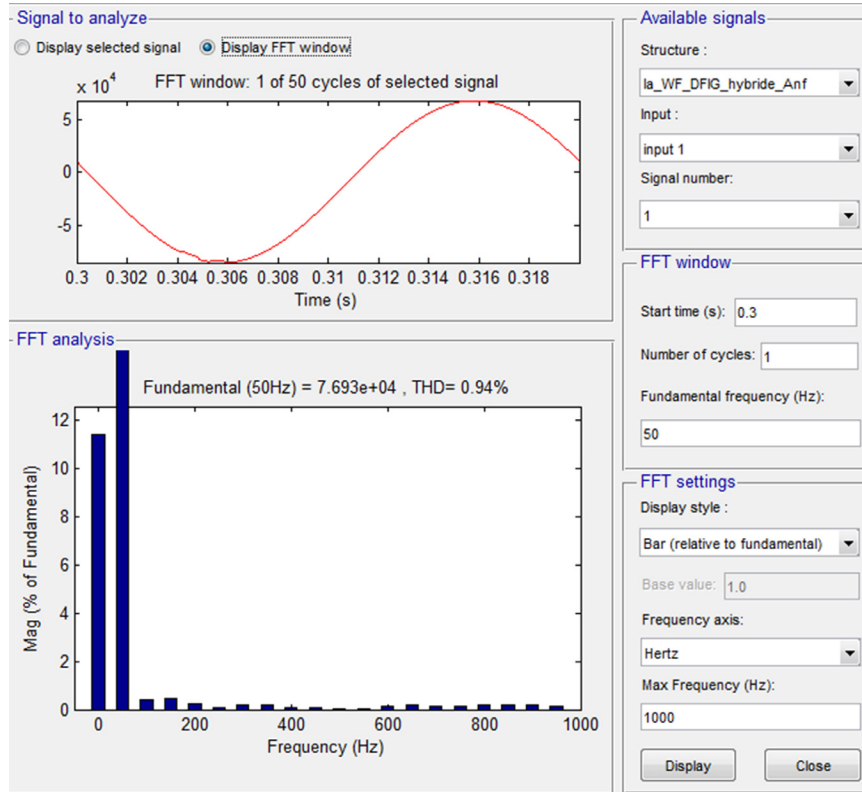 Signal to analyze
Display selected signal
Display FFT window
FFT window: 1 of 50 cycles of selected signal
x 10^4
5
0
-5
0.3 0.302 0.304 0.306 0.308 0.31 0.312 0.314 0.316 0.318
Time (s)
FFT analysis
Fundamental (50Hz) = 7.693e+04 , THD= 0.94%
12
10
8
6
4
2
0
Mag (% of Fundamental)
0 200 400 600 800 1000
Frequency (Hz)
Available signals
Structure :
Ia_WF_DFIG_hybride_Anf
Input :
input 1
Signal number:
1
FFT window
Start time (s): 0.3
Number of cycles: 1
Fundamental frequency (Hz):
50
FFT settings
Display style :
Bar (relative to fundamental)
Base value: 1.0
Frequency axis:
Hertz
Max Frequency (Hz):
1000
Display Close